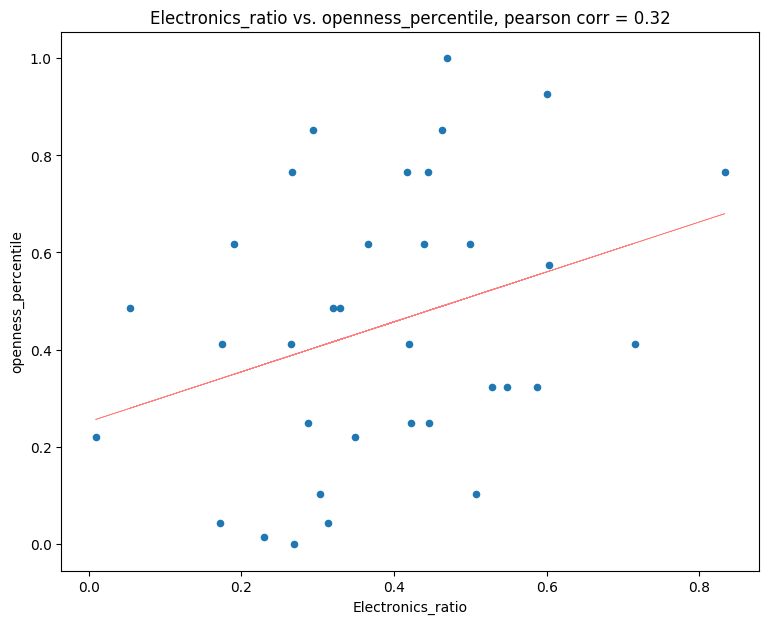 Electronics_ratio vs. openness_percentile, pearson corr = 0.32
1.0
0.8
0.6
0.4
0.2
0.0
openness_percentile
0.0 0.2 0.4 0.6 0.8
Electronics_ratio